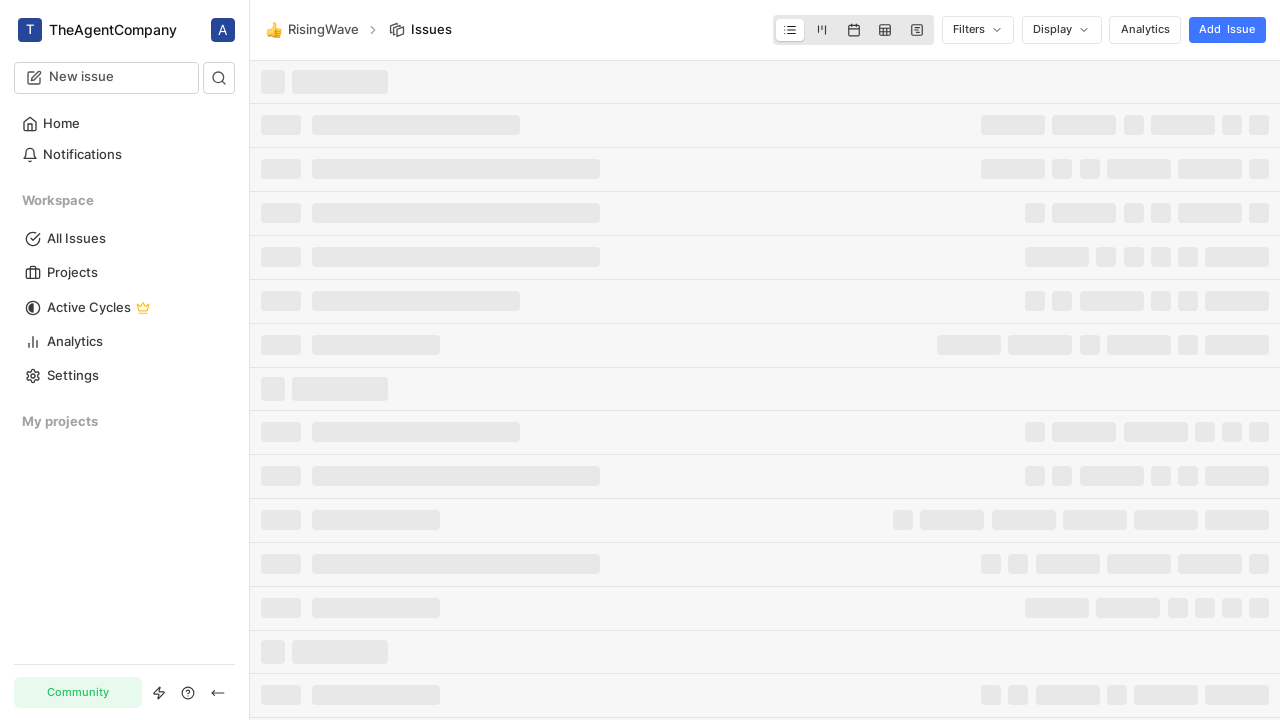 T TheAgentCompany A
RisingWave Issues Filters Display Analytics Add Issue
New issue
Home
Notifications
Workspace
All Issues
Projects
Active Cycles
Analytics
Settings
My projects
Community